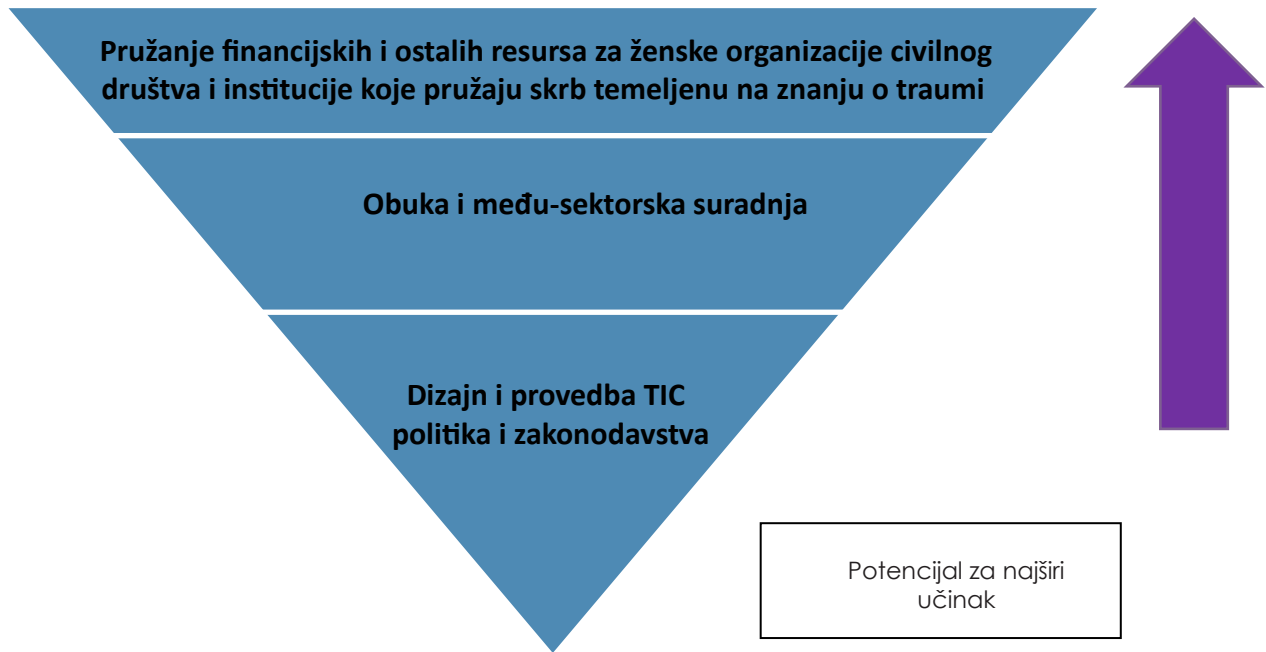 Pružanje financijskih i ostalih resursa za ženske organizacije civilnog
društva i institucije koje pružaju skrb temeljenu na znanju o traumi
Obuka i među-sektorska suradnja
Dizajn i provedba TIC
politika i zakonodavstva
Potencijal za najširi
učinak